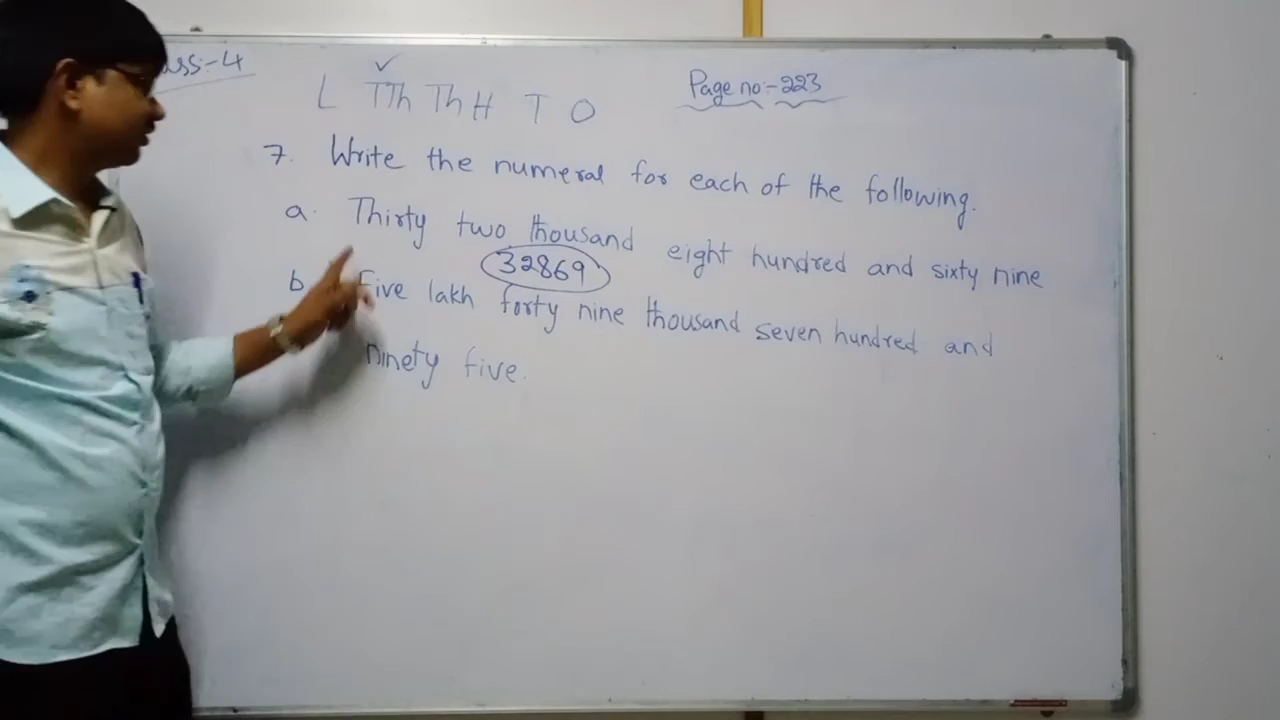 ass:-4
L TTh Th H T O
Page no:-223
7. Write the numeral for each of the following.
a. Thirty two thousand eight hundred and sixty nine
32869
b Five lakh forty nine thousand seven hundred and
ninety five.